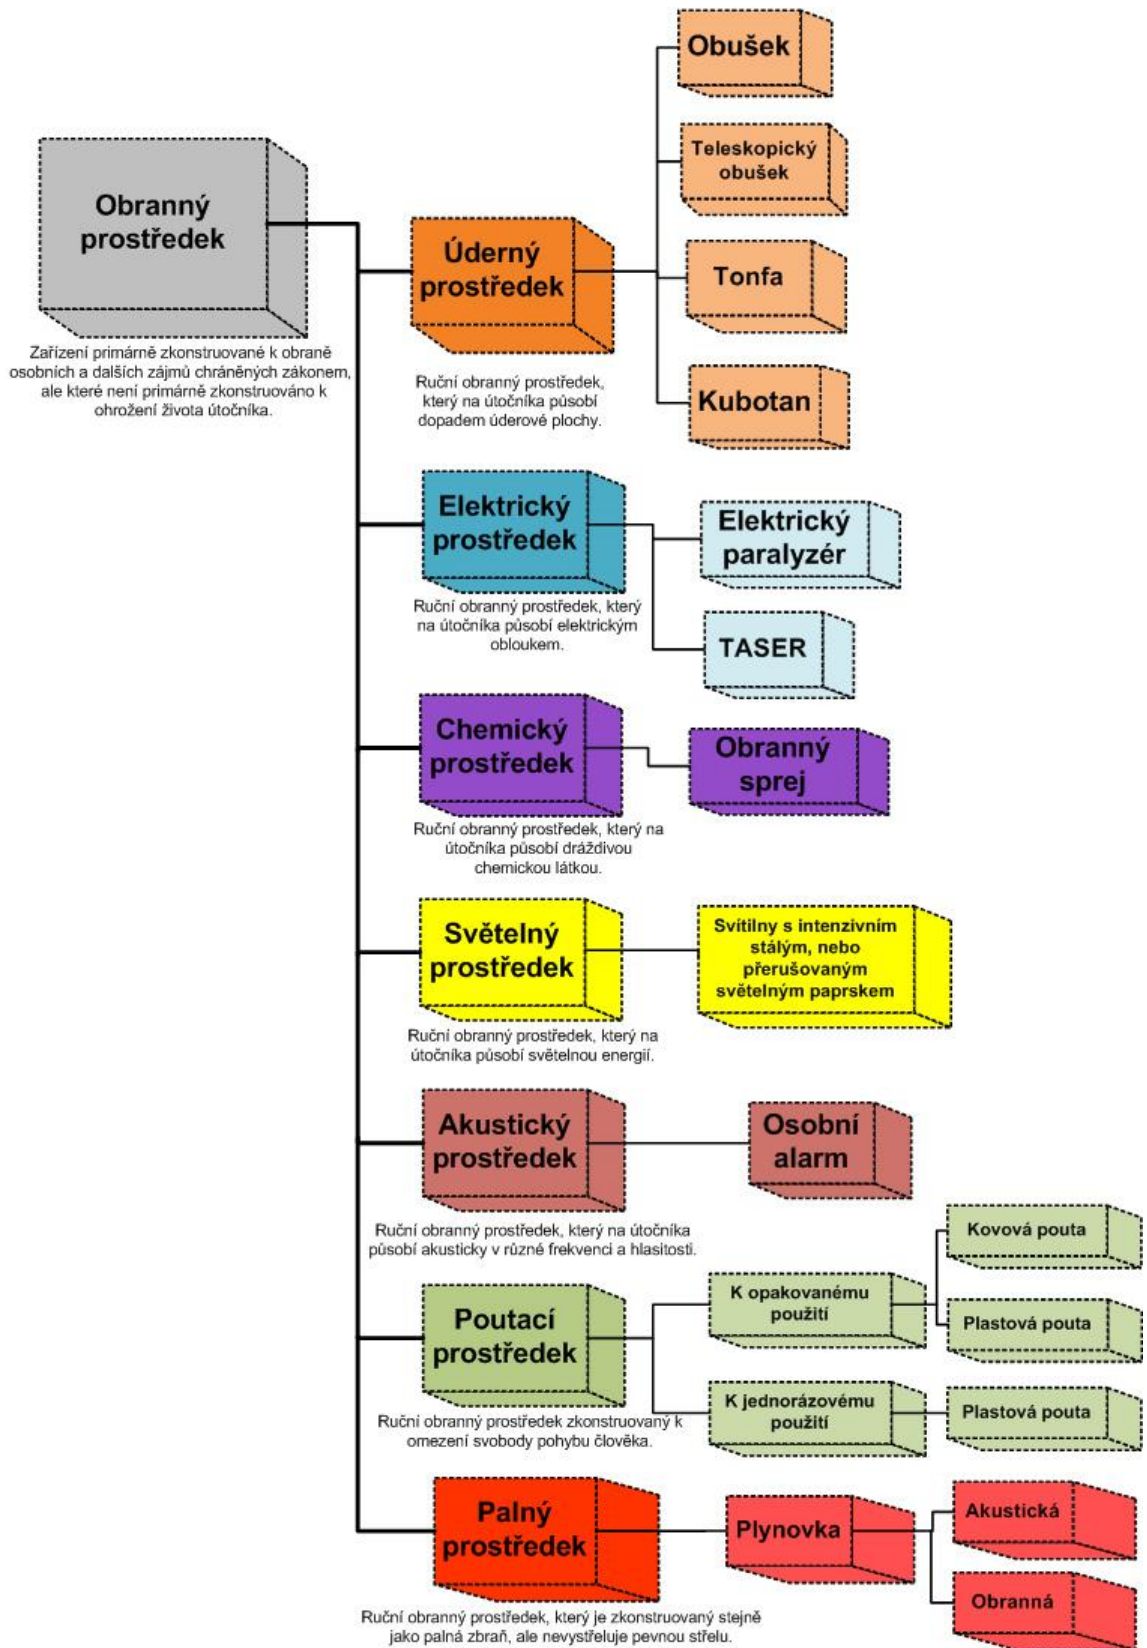 Obranný
prostředek
Zařízení primárně zkonstruované k obraně
osobních a dalších zájmů chráněných zákonem,
ale které není primárně zkonstruováno k
ohrožení života útočníka.
Úderný
prostředek
Ruční obranný prostředek,
který na útočníka působí
dopadem úderové plochy.
Obušek
Teleskopický
obušek
Tonfa
Kubotan
Elektrický
prostředek
Ruční obranný prostředek, který
na útočníka působí elektrickým
obloukem.
Elektrický
paralyzér
TASER
Chemický
prostředek
Ruční obranný prostředek, který na
útočníka působí dráždivou
chemickou látkou.
Obranný
sprej
Světelný
prostředek
Ruční obranný prostředek, který na
útočníka působí světelnou energií.
Svítilny s intenzivním
stálým, nebo
přerušovaným
světelným paprskem
Akustický
prostředek
Ruční obranný prostředek, který na útočníka
působí akusticky v různé frekvenci a hlasitosti.
Osobní
alarm
Poutací
prostředek
Ruční obranný prostředek zkonstruovaný k
omezení svobody pohybu člověka.
K opakovanému
použití
Kovová pouta
Plastová pouta
K jednorázovému
použití
Plastová pouta
Palný
prostředek
Ruční obranný prostředek, který je zkonstruovaný stejně
jako palná zbraň, ale nevystřeluje pevnou střelu.
Plynovka
Akustická
Obranná